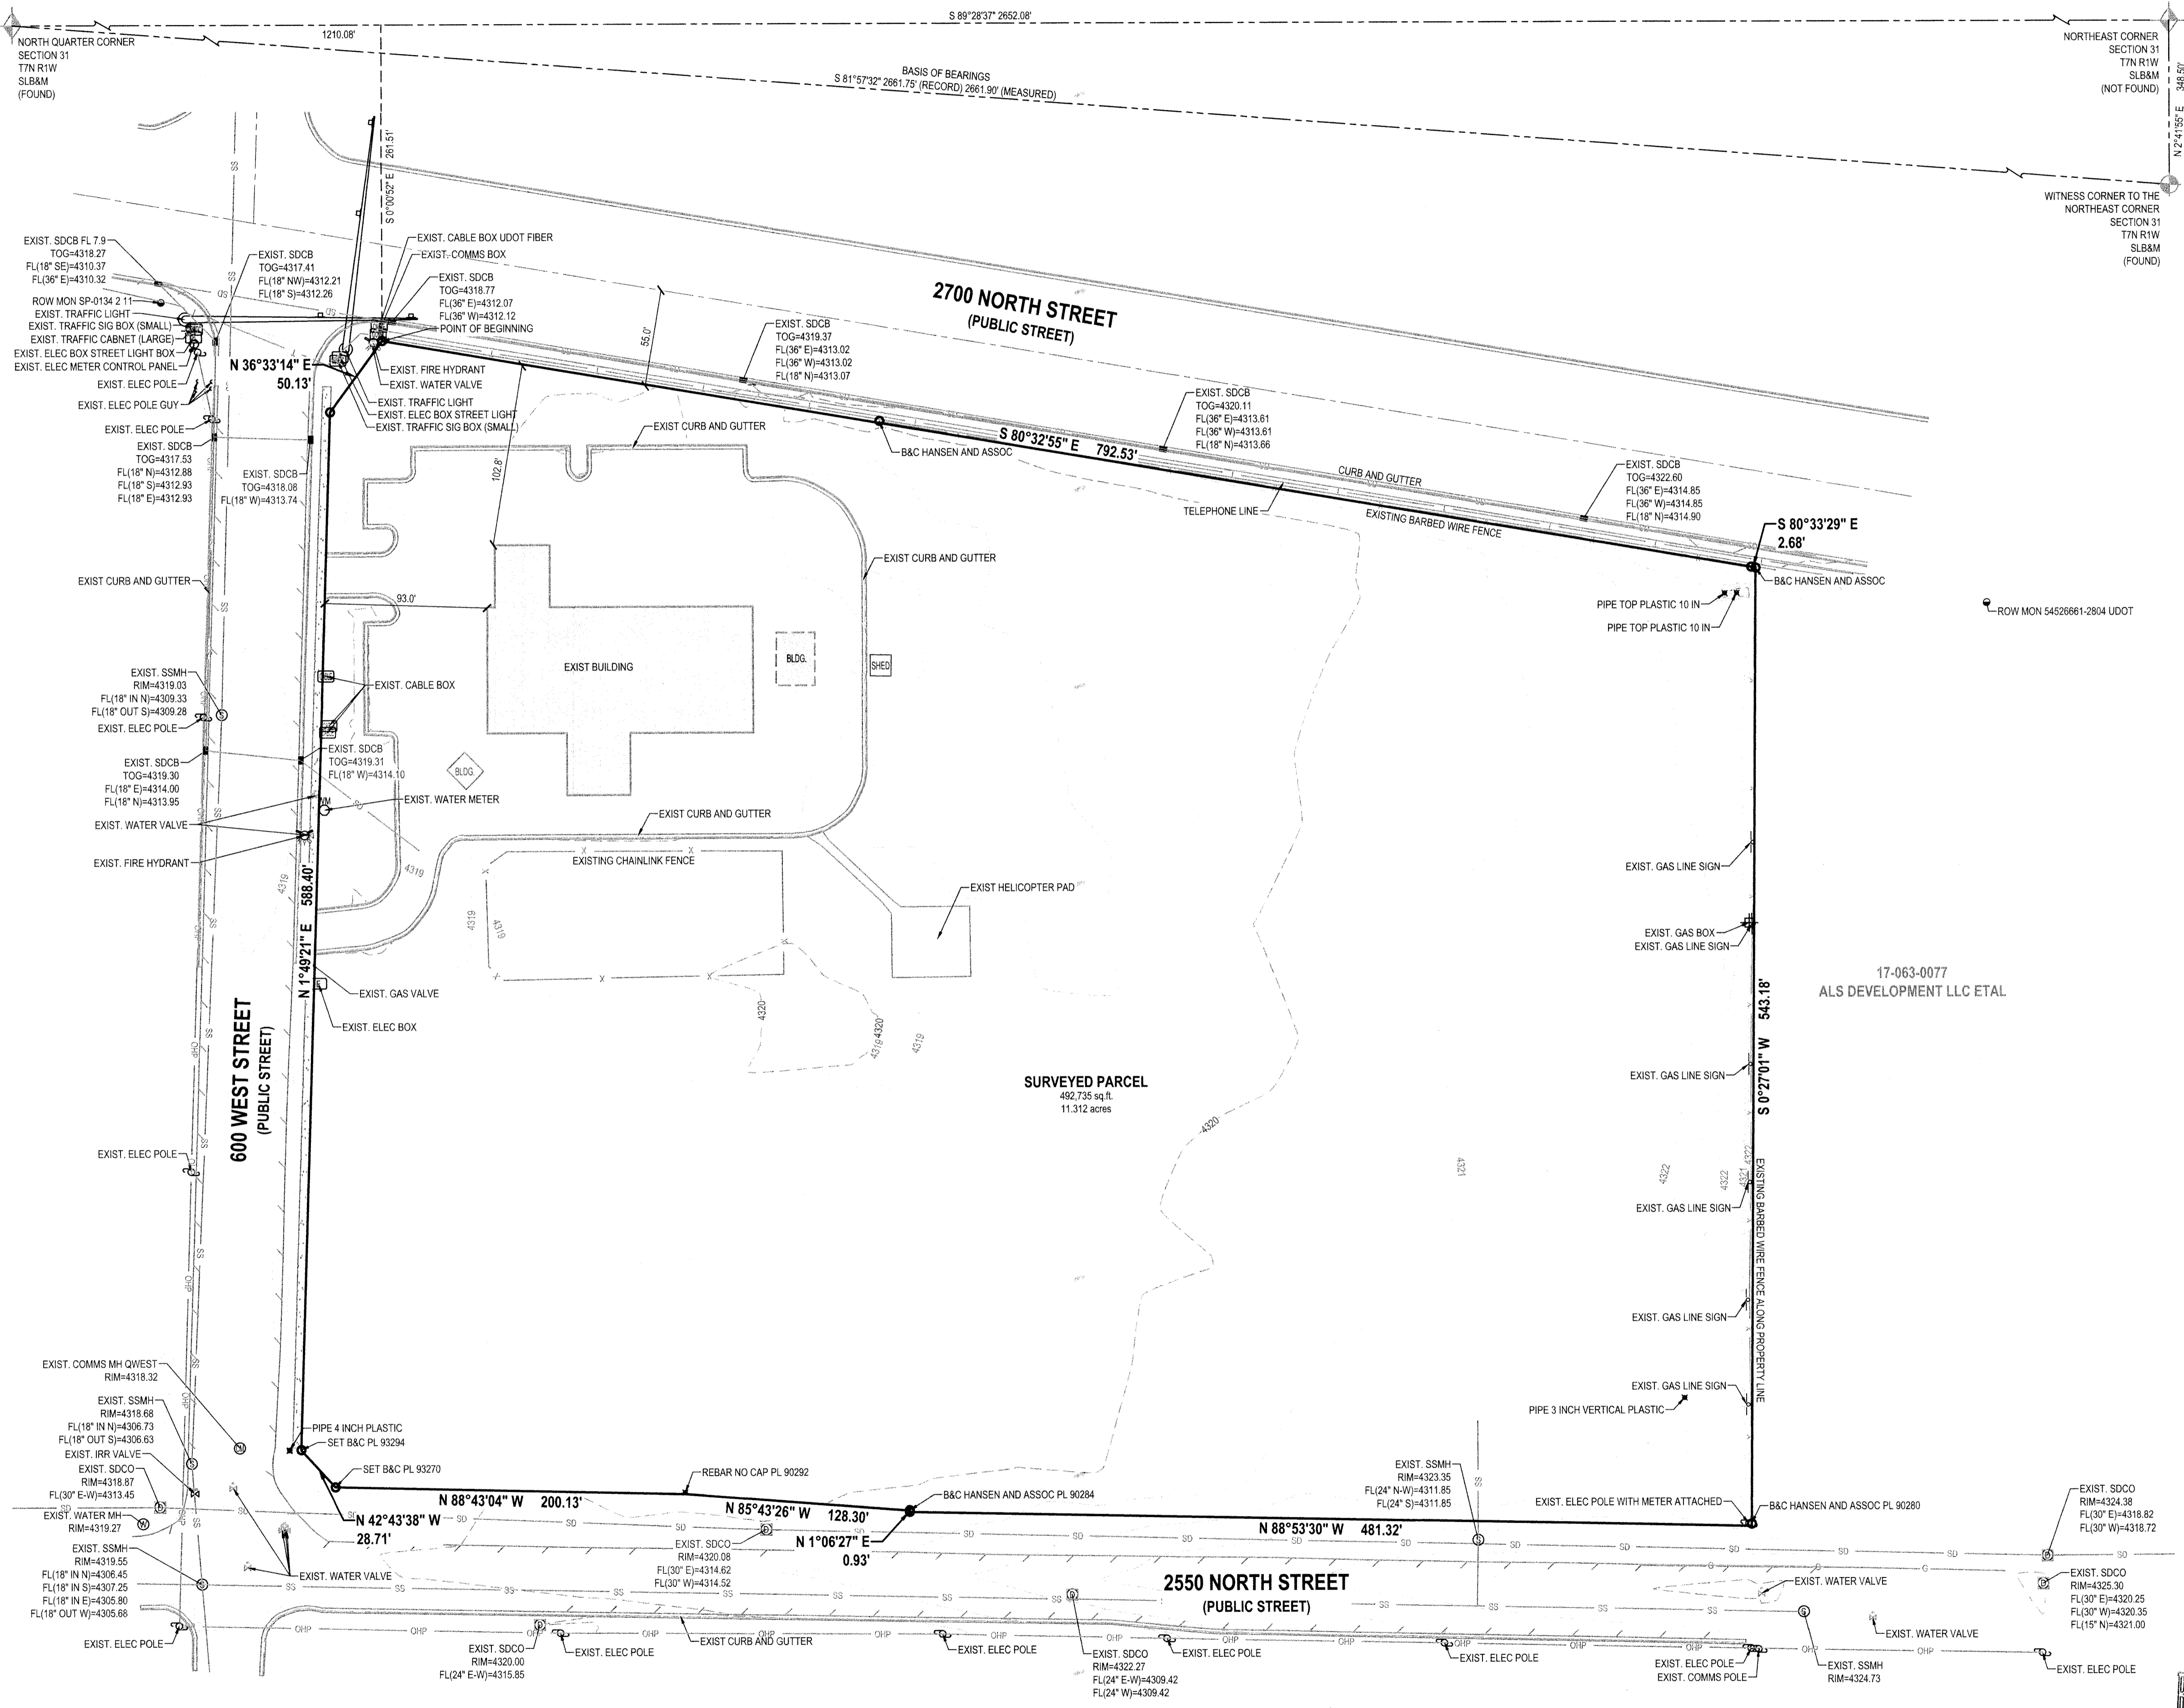 S 89°28'37" 2652.08'
NORTH QUARTER CORNER
SECTION 31
T7N R1W
SLB&M
(FOUND)
1210.08'
BASIS OF BEARINGS
S 81°57'32" 2661.75' (RECORD) 2661.90' (MEASURED)
NORTHEAST CORNER
SECTION 31
T7N R1W
SLB&M
(NOT FOUND)
N 2°41'55" E 348.50'
WITNESS CORNER TO THE
NORTHEAST CORNER
SECTION 31
T7N R1W
SLB&M
(FOUND)
S 0°00'52" E 261.51'
EXIST. SDCB FL 7.9
TOG=4318.27
FL(18" SE)=4310.37
FL(36" E)=4310.32
ROW MON SP-0134 2 11
EXIST. TRAFFIC LIGHT
EXIST. TRAFFIC SIG BOX (SMALL)
EXIST. TRAFFIC CABNET (LARGE)
EXIST. ELEC BOX STREET LIGHT BOX
EXIST. ELEC METER CONTROL PANEL
EXIST. ELEC POLE
EXIST. ELEC POLE GUY
EXIST. ELEC POLE
EXIST. SDCB
TOG=4317.53
FL(18" N)=4312.88
FL(18" S)=4312.93
FL(18" E)=4312.93
EXIST. SDCB
TOG=4317.41
FL(18" NW)=4312.21
FL(18" S)=4312.26
EXIST. CABLE BOX UDOT FIBER
EXIST. COMMS BOX
EXIST. SDCB
TOG=4318.77
FL(36" E)=4312.07
FL(36" W)=4312.12
POINT OF BEGINNING
N 36°33'14" E
50.13'
EXIST. FIRE HYDRANT
EXIST. WATER VALVE
EXIST. TRAFFIC LIGHT
EXIST. ELEC BOX STREET LIGHT
EXIST. TRAFFIC SIG BOX (SMALL)
EXIST. SDCB
TOG=4318.08
FL(18" W)=4313.74
55.0'
2700 NORTH STREET
(PUBLIC STREET)
EXIST. SDCB
TOG=4319.37
FL(36" E)=4313.02
FL(36" W)=4313.02
FL(18" N)=4313.07
EXIST. SDCB
TOG=4320.11
FL(36" E)=4313.61
FL(36" W)=4313.61
FL(18" N)=4313.66
EXIST. SDCB
TOG=4322.60
FL(36" E)=4314.85
FL(36" W)=4314.85
FL(18" N)=4314.90
EXIST CURB AND GUTTER
102.8'
B&C HANSEN AND ASSOC
S 80°32'55" E 792.53'
CURB AND GUTTER
TELEPHONE LINE
EXISTING BARBED WIRE FENCE
S 80°33'29" E
2.68'
B&C HANSEN AND ASSOC
PIPE TOP PLASTIC 10 IN
PIPE TOP PLASTIC 10 IN
ROW MON 54526661-2804 UDOT
EXIST CURB AND GUTTER
EXIST CURB AND GUTTER
93.0'
EXIST BUILDING
BLDG.
SHED
EXIST. CABLE BOX
EXIST. SSMH
RIM=4319.03
FL(18" IN N)=4309.33
FL(18" OUT S)=4309.28
EXIST. ELEC POLE
EXIST. SDCB
TOG=4319.30
FL(18" E)=4314.00
FL(18" N)=4313.95
EXIST. SDCB
TOG=4319.31
FL(18" W)=4314.10
BLDG.
WM
EXIST. WATER METER
EXIST. WATER VALVE
EXIST. FIRE HYDRANT
EXIST CURB AND GUTTER
EXISTING CHAINLINK FENCE
4319
4319
4319
4319
EXIST HELICOPTER PAD
N 1°49'21" E 588.40'
EXIST. GAS VALVE
EXIST. ELEC BOX
600 WEST STREET
(PUBLIC STREET)
4320
4320
4319
4319
EXIST. GAS LINE SIGN
EXIST. GAS BOX
EXIST. GAS LINE SIGN
S 0°27'01" W 543.18'
17-063-0077
ALS DEVELOPMENT LLC ETAL
EXIST. GAS LINE SIGN
SURVEYED PARCEL
492,735 sq.ft.
11.312 acres
4320
4321
4322
4322
4321
4322
EXIST. ELEC POLE
EXIST. GAS LINE SIGN
EXISTING BARBED WIRE FENCE ALONG PROPERTY LINE
EXIST. GAS LINE SIGN
EXIST. GAS LINE SIGN
PIPE 3 INCH VERTICAL PLASTIC
EXIST. COMMS MH QWEST
RIM=4318.32
EXIST. SSMH
RIM=4318.68
FL(18" IN N)=4306.73
FL(18" OUT S)=4306.63
EXIST. IRR VALVE
EXIST. SDCO
RIM=4318.87
FL(30" E-W)=4313.45
EXIST. WATER MH
RIM=4319.27
EXIST. SSMH
RIM=4319.55
FL(18" IN N)=4306.45
FL(18" IN S)=4307.25
FL(18" IN E)=4305.80
FL(18" OUT W)=4305.68
EXIST. ELEC POLE
PIPE 4 INCH PLASTIC
SET B&C PL 93294
SET B&C PL 93270
REBAR NO CAP PL 90292
B&C HANSEN AND ASSOC PL 90284
N 88°43'04" W 200.13'
N 85°43'26" W 128.30'
N 42°43'38" W
28.71'
N 1°06'27" E
0.93'
N 88°53'30" W 481.32'
EXIST. SSMH
RIM=4323.35
FL(24" N-W)=4311.85
FL(24" S)=4311.85
EXIST. ELEC POLE WITH METER ATTACHED
B&C HANSEN AND ASSOC PL 90280
EXIST. SDCO
RIM=4324.38
FL(30" E)=4318.82
FL(30" W)=4318.72
EXIST. SDCO
RIM=4320.08
FL(30" E)=4314.62
FL(30" W)=4314.52
EXIST. WATER VALVE
2550 NORTH STREET
(PUBLIC STREET)
EXIST. WATER VALVE
EXIST. SDCO
RIM=4325.30
FL(30" E)=4320.25
FL(30" W)=4320.35
FL(15" N)=4321.00
EXIST. WATER VALVE
EXIST. SDCO
RIM=4320.00
FL(24" E-W)=4315.85
EXIST. ELEC POLE
EXIST CURB AND GUTTER
EXIST. ELEC POLE
EXIST. SDCO
RIM=4322.27
FL(24" E-W)=4309.42
FL(24" W)=4309.42
EXIST. ELEC POLE
EXIST. ELEC POLE
EXIST. ELEC POLE
EXIST. COMMS POLE
EXIST. SSMH
RIM=4324.73
EXIST. ELEC POLE